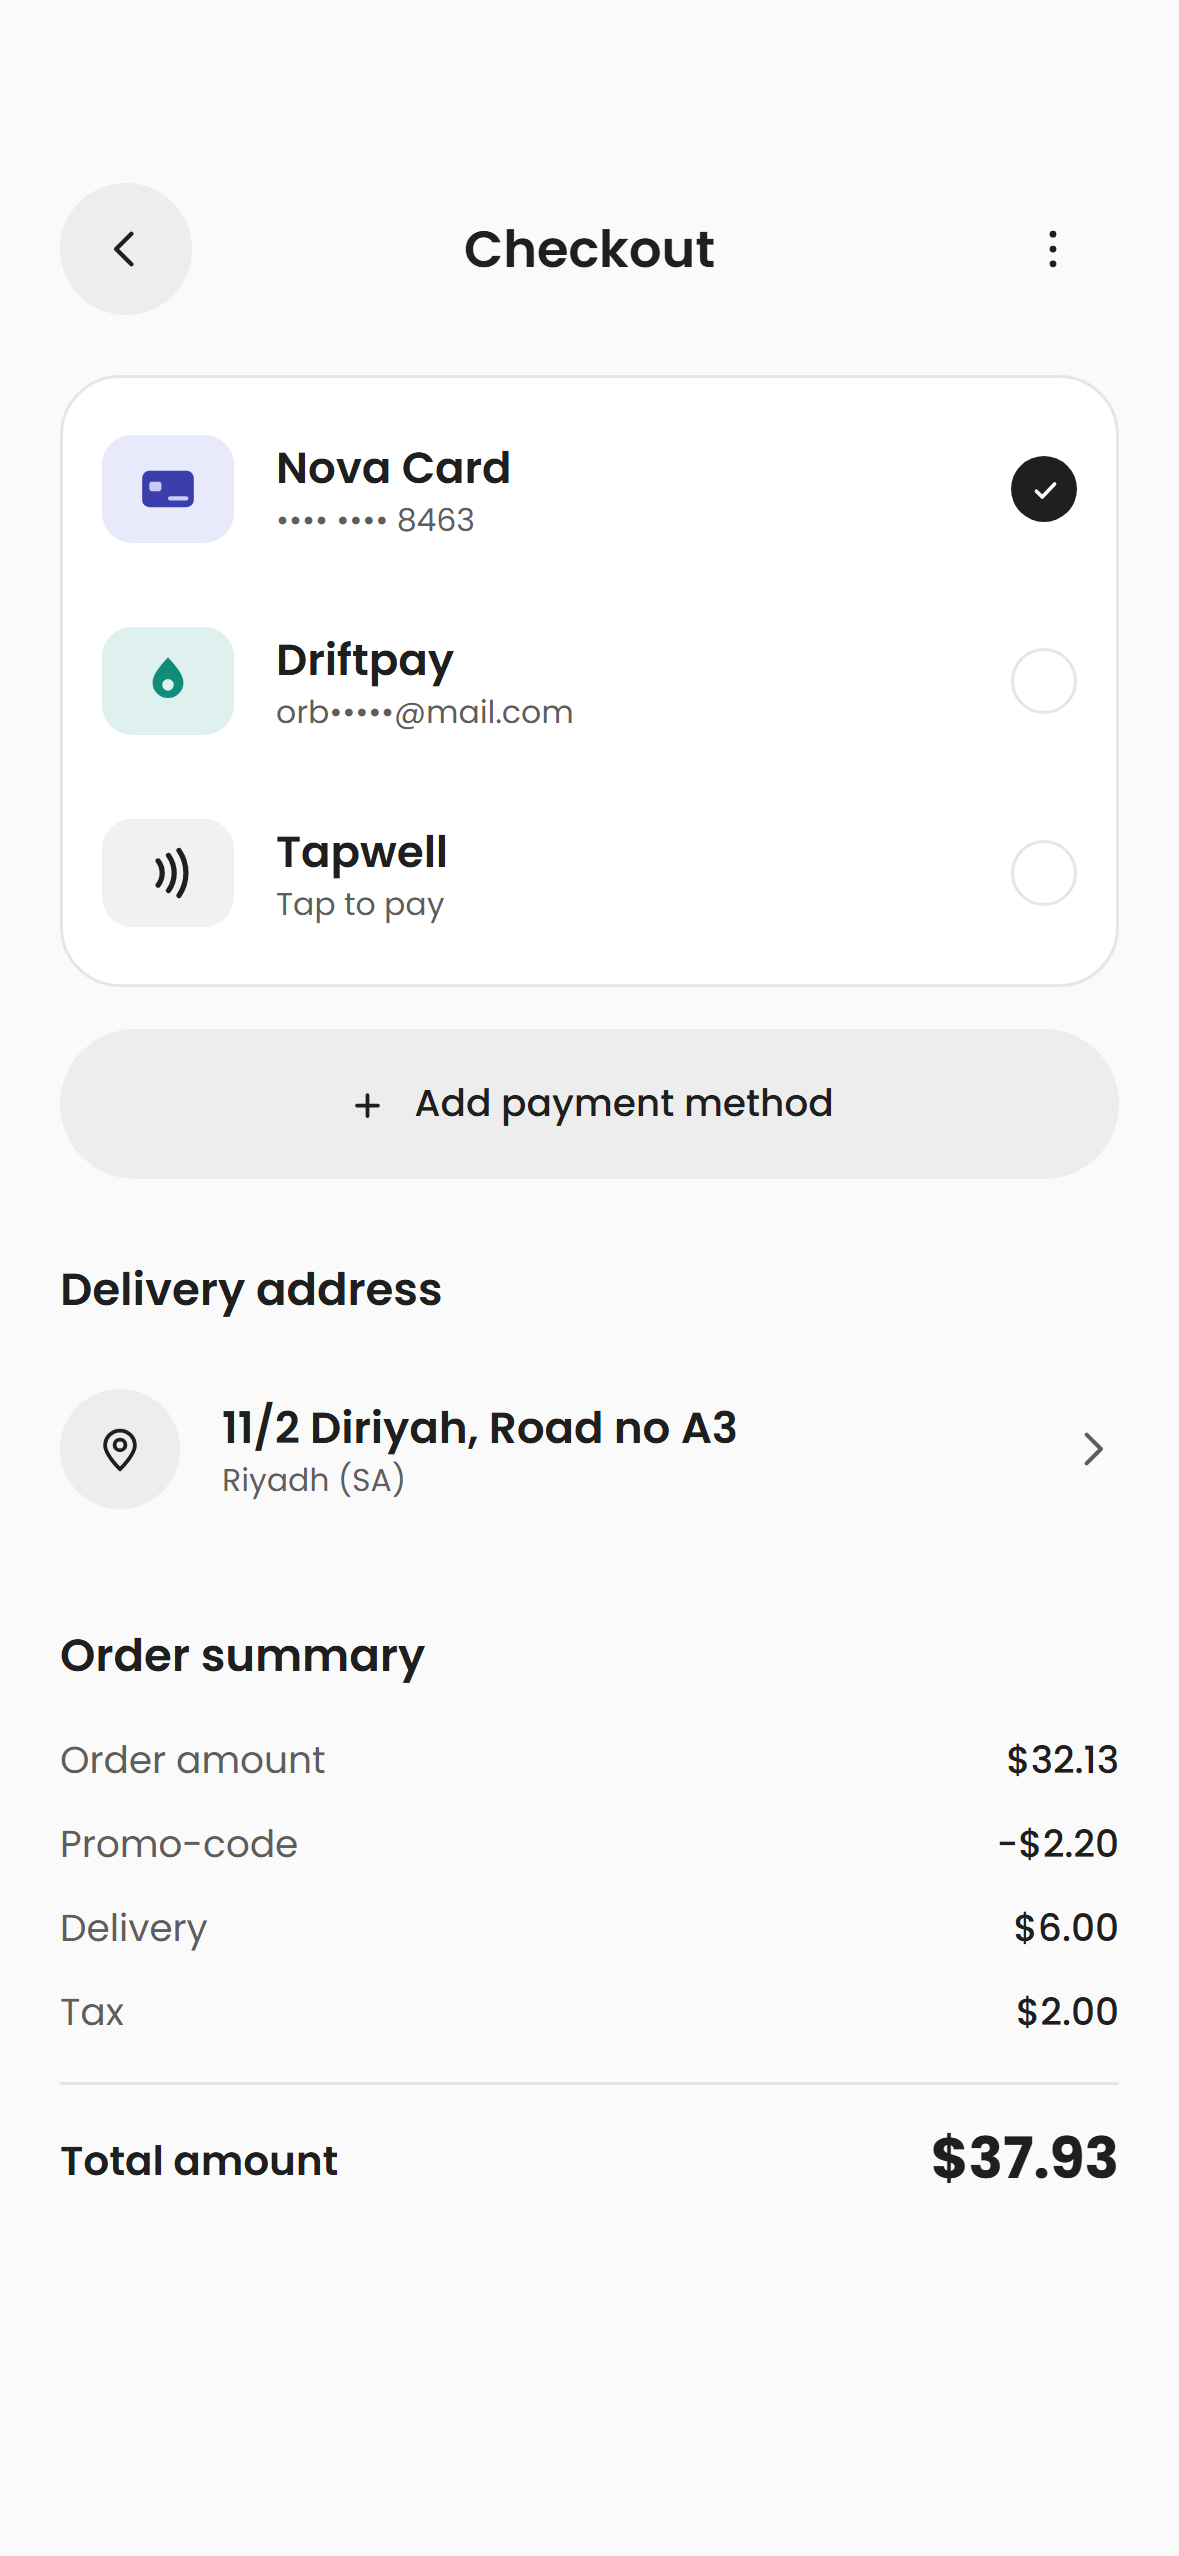 Checkout
Nova Card
•••• •••• 8463
Driftpay
orb•••••@mail.com
Tapwell
Tap to pay
Add payment method
Delivery address
11/2 Diriyah, Road no A3
Riyadh (SA)
Order summary
Order amount $32.13
Promo-code -$2.20
Delivery $6.00
Tax $2.00
Total amount $37.93